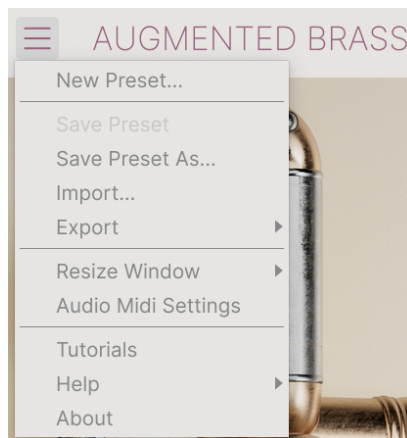 AUGMENTED BRASS
New Preset...
Save Preset
Save Preset As...
Import...
Export
Resize Window
Audio Midi Settings
Tutorials
Help
About